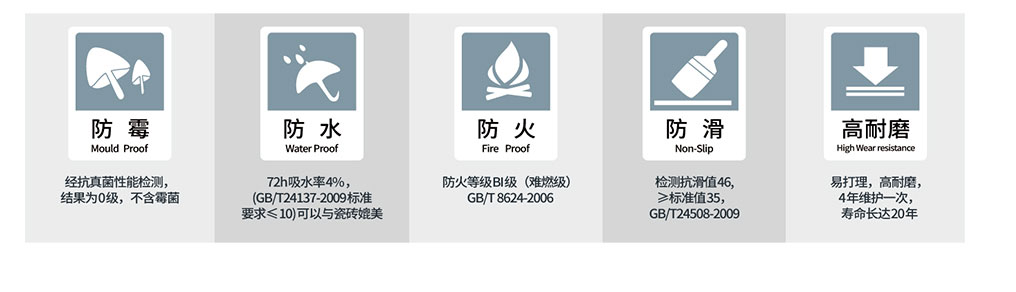 防霉
Mould Proof
经抗真菌性能检测，
结果为0级，不含霉菌
防水
Water Proof
72h吸水率4%，
(GB/T24137-2009标准
要求≤10)可以与瓷砖媲美
防火
Fire Proof
防火等级BI级（难燃级）
GB/T 8624-2006
防滑
Non-Slip
检测抗滑值46,
≥标准值35，
GB/T24508-2009
高耐磨
High Wear resistance
易打理，高耐磨，
4年维护一次，
寿命长达20年